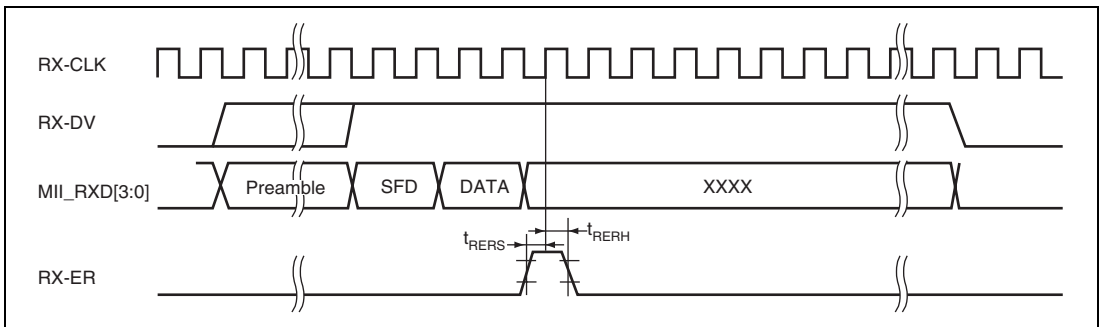 RX-CLK
RX-DV
MII_RXD[3:0] Preamble SFD DATA XXXX
tRERS tRERH
RX-ER